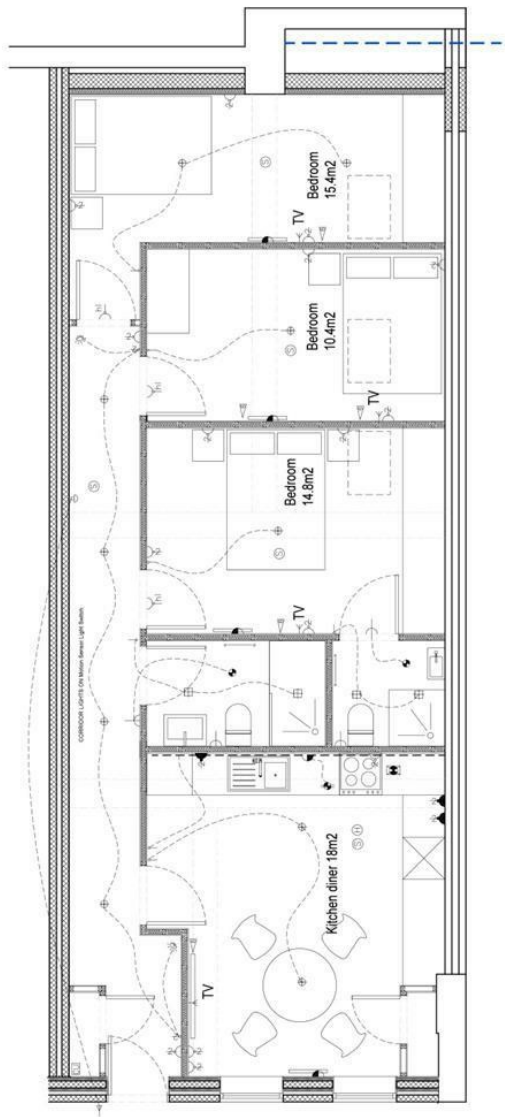 Bedroom
15.4m2
TV
Bedroom
10.4m2
TV
Bedroom
14.8m2
TV
CORRIDOR LIGHTS ON Motion Sensor Light Switch.
Kitchen diner 18m2
TV